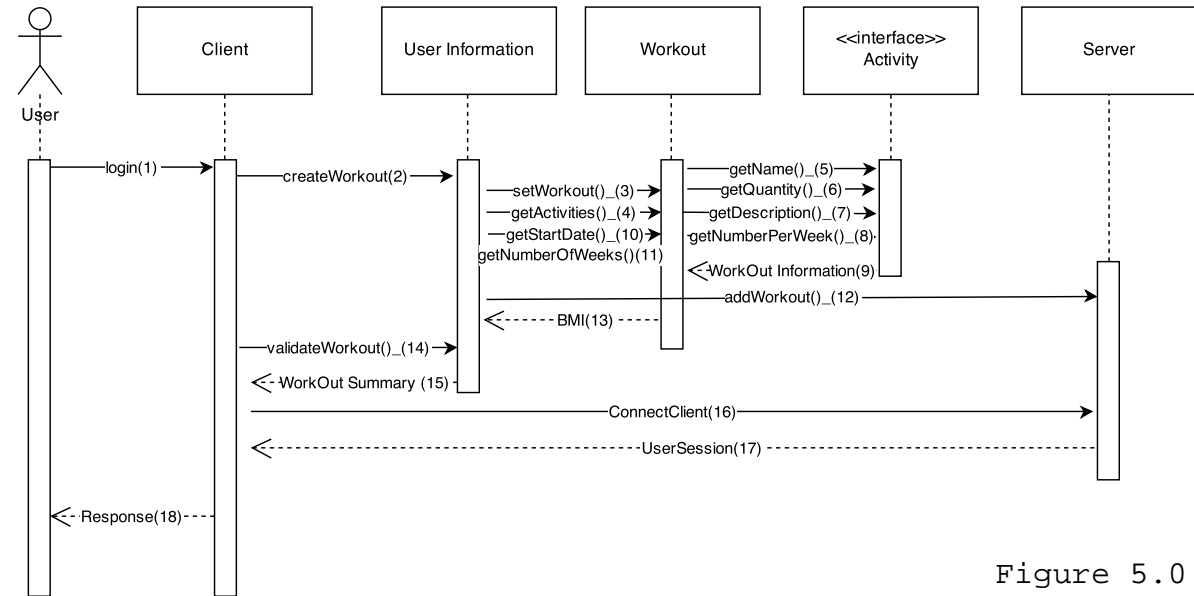 Client
User Information
Workout
<<interface>>
Activity
Server
User
login(1)
createWorkout(2)
setWorkout()_(3)
getActivities()_(4)
getStartDate()_(10)
getNumberOfWeeks()(11)
getName()_(5)
getQuantity()_(6)
getDescription()_(7)
getNumberPerWeek()_(8)
WorkOut Information(9)
addWorkout()_(12)
BMI(13)
validateWorkout()_(14)
WorkOut Summary (15)
ConnectClient(16)
UserSession(17)
Response(18)
Figure 5.0